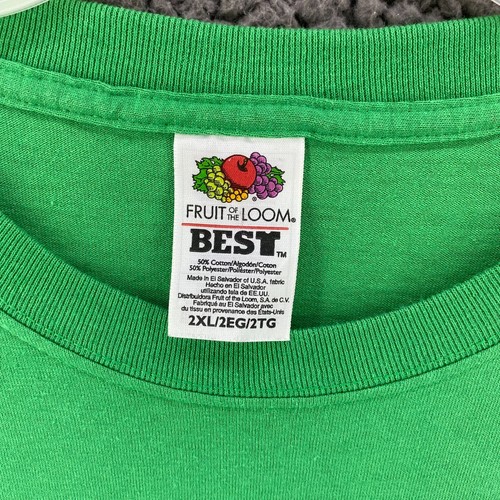 FRUIT OF THE LOOM®
BEST™
50% Cotton/Algodón/Coton
50% Polyester/Poliéster/Polyester
Made in El Salvador of U.S.A. fabric
Hecho en El Salvador
utilizando tela de EE.UU.
Distribuidora Fruit of the Loom, S.A. de C.V.
Fabriqué au El Salvador
du tissu en provenance des États-Unis
2XL/2EG/2TG